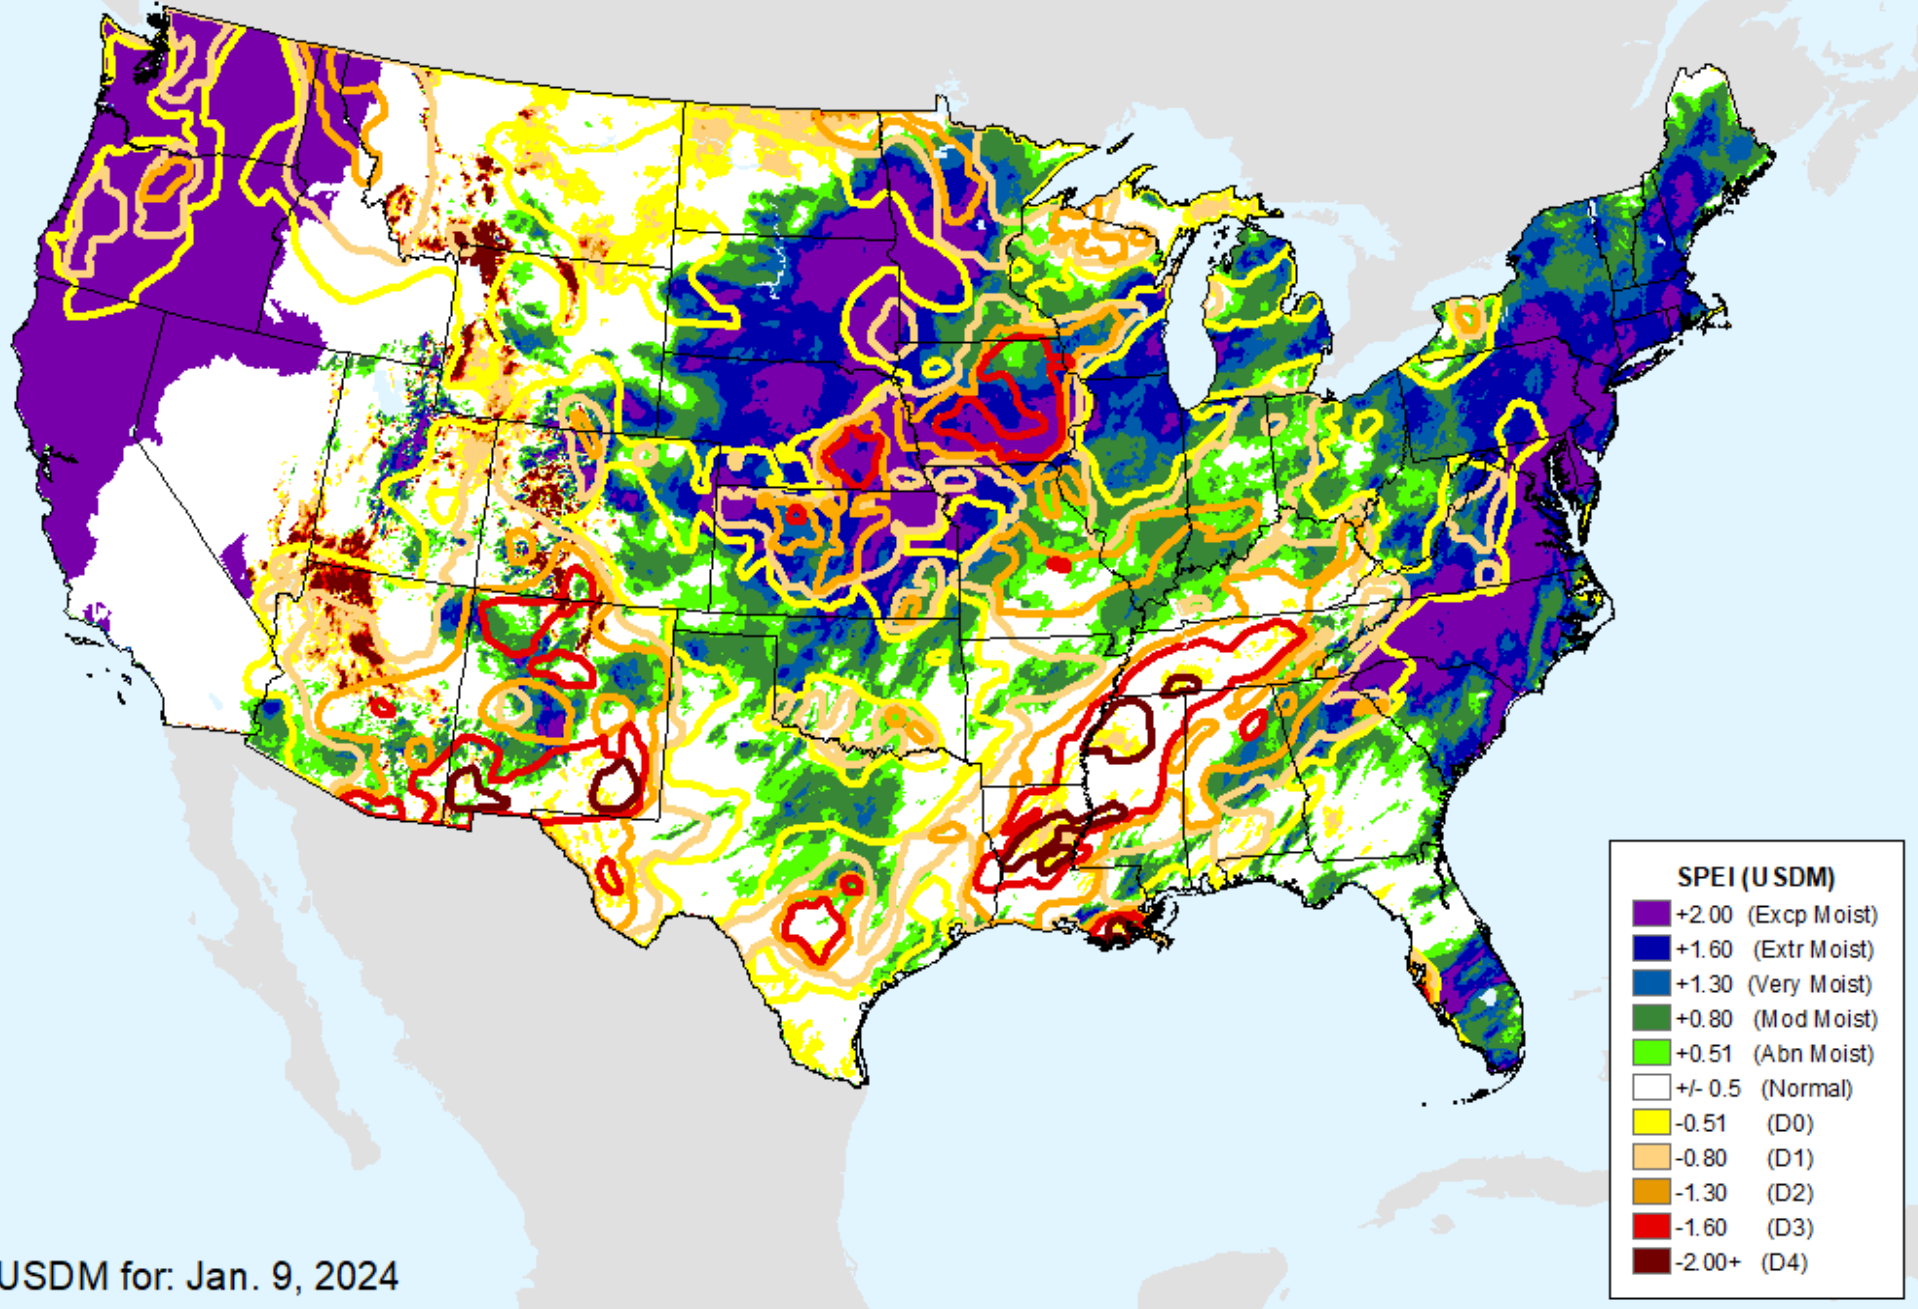 SPEI (USDM)
+2.00 (Excp Moist)
+1.60 (Extr Moist)
+1.30 (Very Moist)
+0.80 (Mod Moist)
+0.51 (Abn Moist)
+/- 0.5 (Normal)
-0.51 (D0)
-0.80 (D1)
-1.30 (D2)
-1.60 (D3)
-2.00+ (D4)
USDM for: Jan. 9, 2024